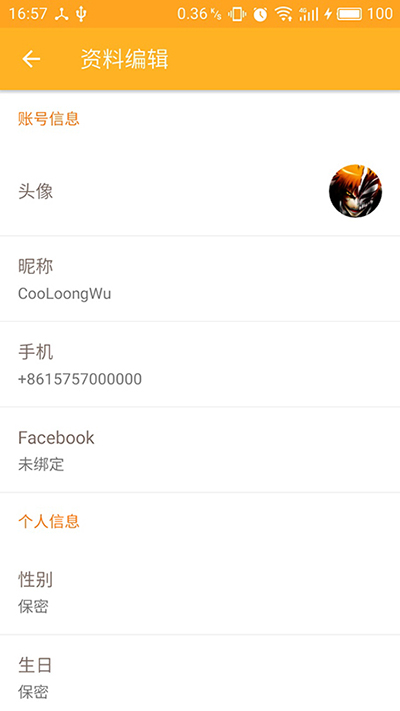 16:57 0.36 K/s 4G 100
资料编辑
账号信息
头像
昵称
CooLoongWu
手机
+8615757000000
Facebook
未绑定
个人信息
性别
保密
生日
保密